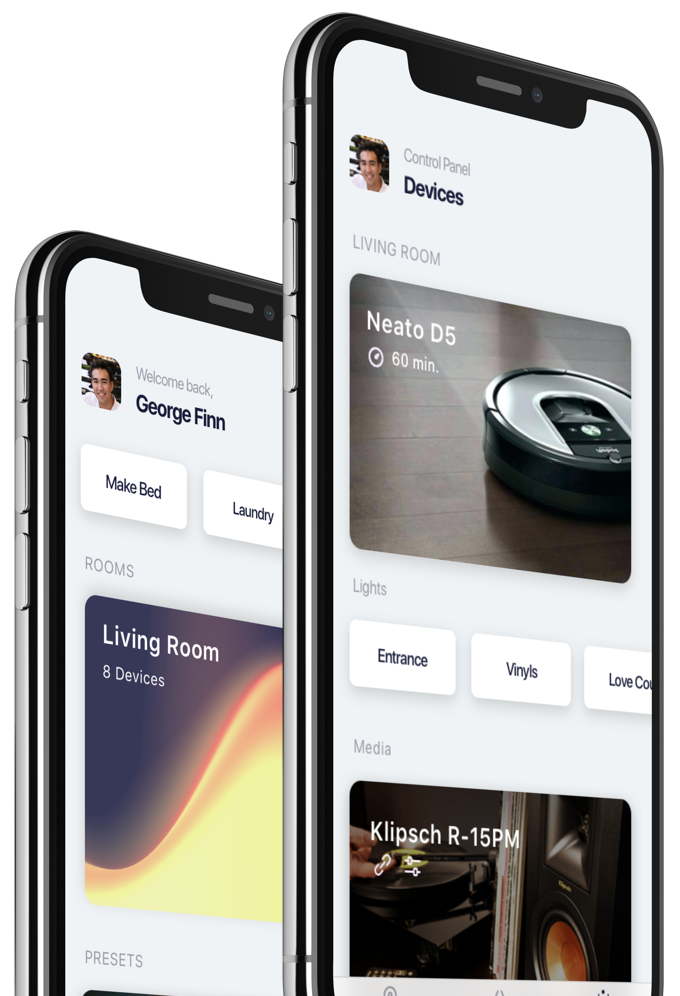 Welcome back,
George Finn
Make Bed
Laundry
ROOMS
Living Room
8 Devices
PRESETS
Control Panel
Devices
LIVING ROOM
Neato D5
60 min.
Lights
Entrance
Vinyls
Love Cou
Media
Klipsch R-15PM
Klipsch